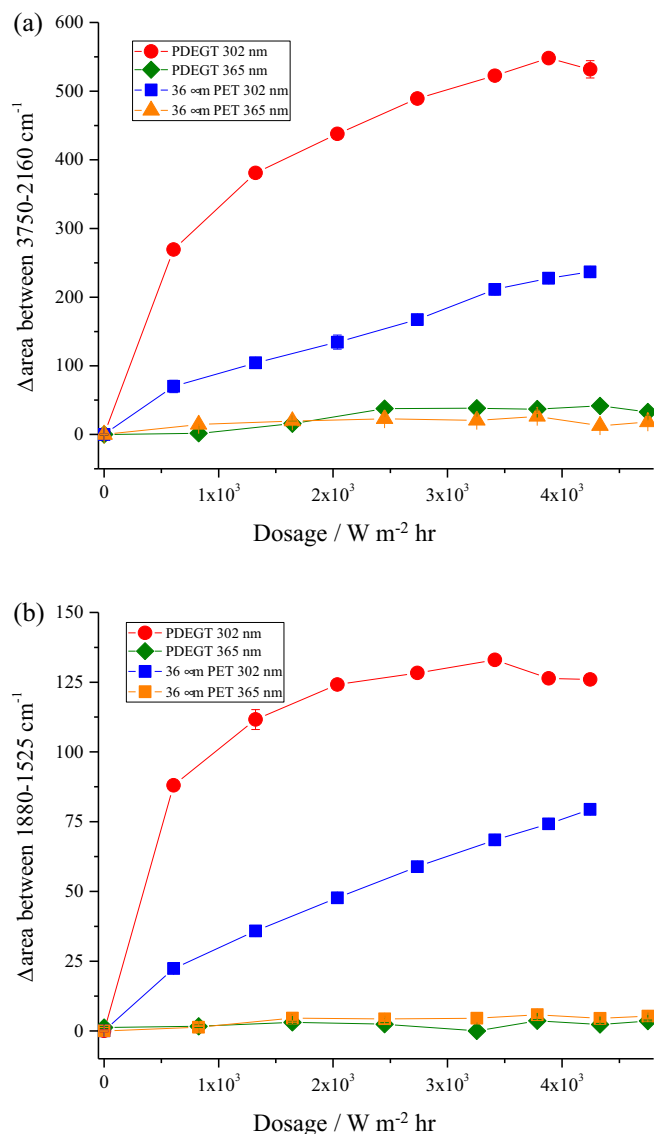 (a)
600
500
400
300
200
100
0
Δarea between 3750-2160 cm⁻¹
PDEGT 302 nm
PDEGT 365 nm
36 ∞m PET 302 nm
36 ∞m PET 365 nm
0 1x10³ 2x10³ 3x10³ 4x10³
Dosage / W m⁻² hr
(b)
150
125
100
75
50
25
0
Δarea between 1880-1525 cm⁻¹
PDEGT 302 nm
PDEGT 365 nm
36 ∞m PET 302 nm
36 ∞m PET 365 nm
0 1x10³ 2x10³ 3x10³ 4x10³
Dosage / W m⁻² hr